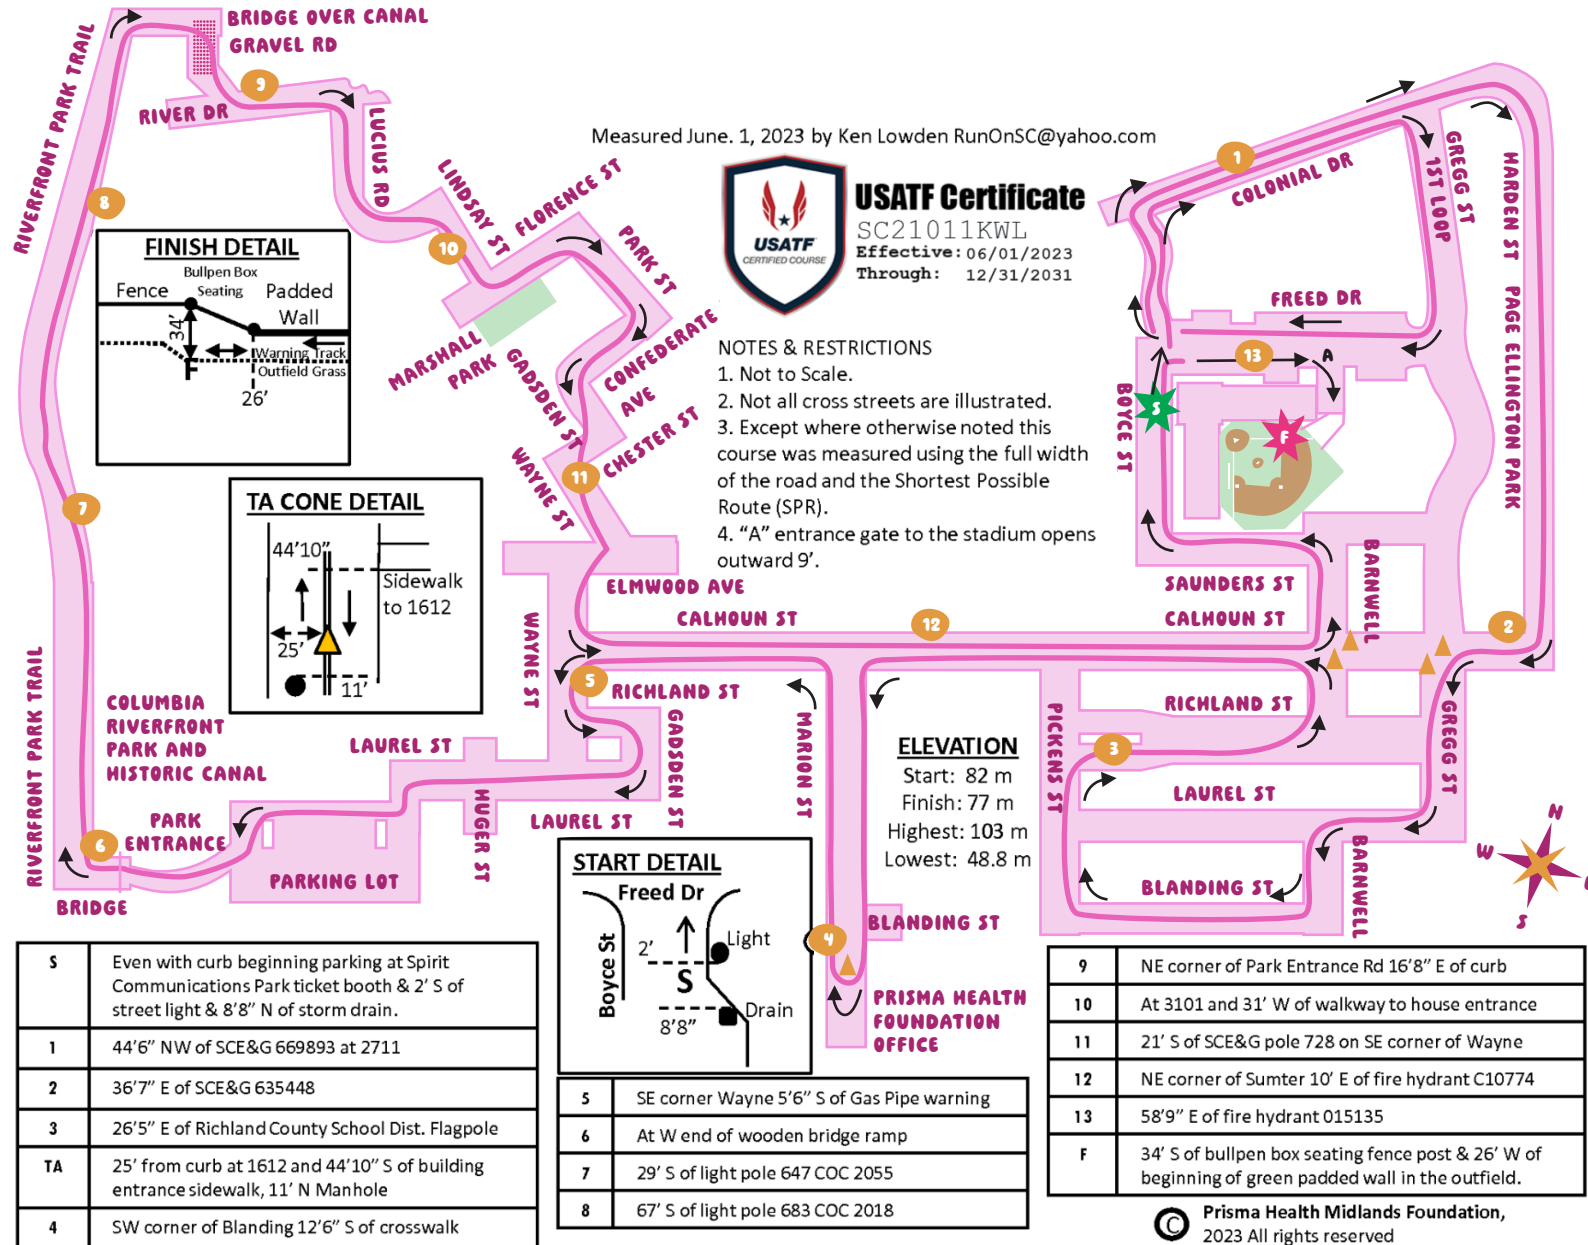 BRIDGE OVER CANAL
GRAVEL RD
RIVERFRONT PARK TRAIL
9
RIVER DR
LUCIUS RD
8
LINDSAY ST
FLORENCE ST
PARK ST
10
MARSHALL
PARK
GADSDEN ST
CONFEDERATE
AVE
CHESTER ST
WAYNE ST
11
7
Measured June. 1, 2023 by Ken Lowden RunOnSC@yahoo.com
USATF
CERTIFIED COURSE
USATF Certificate
SC21011KWL
Effective: 06/01/2023
Through: 12/31/2031
NOTES & RESTRICTIONS
1. Not to Scale.
2. Not all cross streets are illustrated.
3. Except where otherwise noted this
course was measured using the full width
of the road and the Shortest Possible
Route (SPR).
4. “A” entrance gate to the stadium opens
outward 9’.
1
COLONIAL DR
GREGG ST
1ST LOOP
HARDEN ST
PAGE ELLINGTON PARK
FREED DR
13
A
BOYCE ST
S
F
SAUNDERS ST
CALHOUN ST
BARNWELL
2
FINISH DETAIL
Bullpen Box
Seating
Fence
Padded
Wall
34’
Warning Track
Outfield Grass
F
26’
TA CONE DETAIL
44’10”
Sidewalk
to 1612
25’
11’
ELMWOOD AVE
CALHOUN ST
12
WAYNE ST
5
RICHLAND ST
RICHLAND ST
RIVERFRONT PARK TRAIL
COLUMBIA
RIVERFRONT
PARK AND
HISTORIC CANAL
LAUREL ST
GADSDEN ST
MARION ST
PICKENS ST
3
GREGG ST
HUGER ST
LAUREL ST
LAUREL ST
PARK
ENTRANCE
6
PARKING LOT
BRIDGE
ELEVATION
Start: 82 m
Finish: 77 m
Highest: 103 m
Lowest: 48.8 m
BLANDING ST
BARNWELL
N
W
S
START DETAIL
Freed Dr
Boyce St
2’
Light
S
Drain
8’8”
4
BLANDING ST
PRISMA HEALTH
FOUNDATION
OFFICE
S Even with curb beginning parking at Spirit
Communications Park ticket booth & 2’ S of
street light & 8’8” N of storm drain.
1 44’6” NW of SCE&G 669893 at 2711
2 36’7” E of SCE&G 635448
3 26’5” E of Richland County School Dist. Flagpole
TA 25’ from curb at 1612 and 44’10” S of building
entrance sidewalk, 11’ N Manhole
4 SW corner of Blanding 12’6” S of crosswalk
5 SE corner Wayne 5’6” S of Gas Pipe warning
6 At W end of wooden bridge ramp
7 29’ S of light pole 647 COC 2055
8 67’ S of light pole 683 COC 2018
9 NE corner of Park Entrance Rd 16’8” E of curb
10 At 3101 and 31’ W of walkway to house entrance
11 21’ S of SCE&G pole 728 on SE corner of Wayne
12 NE corner of Sumter 10’ E of fire hydrant C10774
13 58’9” E of fire hydrant 015135
F 34’ S of bullpen box seating fence post & 26’ W of
beginning of green padded wall in the outfield.
© Prisma Health Midlands Foundation,
2023 All rights reserved